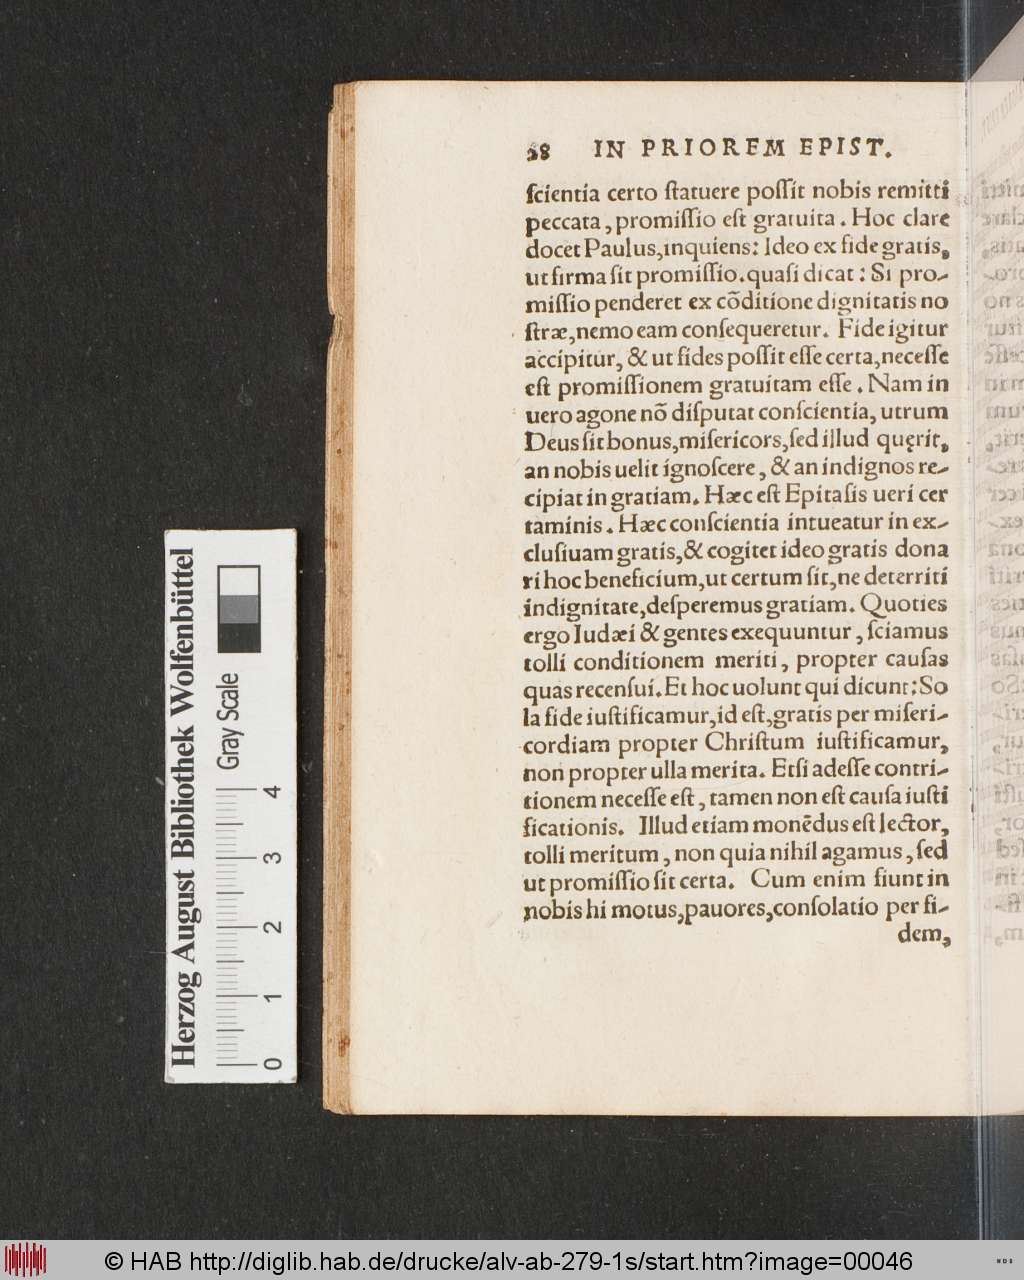 28 IN PRIOREM EPIST.
ſcientia certo ſtatuere poſſit nobis remitti
peccata, promiſſio eſt gratuita. Hoc clare
docet Paulus, inquiens: Ideo ex fide gratis,
ut firma ſit promiſſio. quaſi dicat: Si pro-
miſſio penderet ex cõditione dignitatis no
ſtræ, nemo eam conſequeretur. Fide igitur
accipitur, & ut fides poſſit eſſe certa, neceſſe
eſt promiſſionem gratuitam eſſe. Nam in
uero agone nõ diſputat conſcientia, utrum
Deus ſit bonus, miſericors, ſed illud quęrit,
an nobis uelit ignoſcere, & an indignos re-
cipiat in gratiam. Hæc eſt Epitaſis ueri cer
taminis. Hæc conſcientia intueatur in ex-
cluſiuam gratis, & cogitet ideo gratis dona
ri hoc beneficium, ut certum ſit, ne deterriti
indignitate, deſperemus gratiam. Quoties
ergo Iudæi & gentes exequuntur, ſciamus
tolli conditionem meriti, propter cauſas
quas recenſui. Et hoc uolunt qui dicunt: So
la fide iuſtificamur, id eſt, gratis per miſeri-
cordiam propter Chriſtum iuſtificamur,
non propter ulla merita. Etſi adeſſe contri-
tionem neceſſe eſt, tamen non eſt cauſa iuſti
ficationis. Illud etiam monẽdus eſt lector,
tolli meritum, non quia nihil agamus, ſed
ut promiſſio ſit certa. Cum enim fiunt in
nobis hi motus, pauores, conſolatio per fi-
dem,
Herzog August Bibliothek Wolfenbüttel
Gray Scale
0 1 2 3 4
© HAB http://diglib.hab.de/drucke/alv-ab-279-1s/start.htm?image=00046